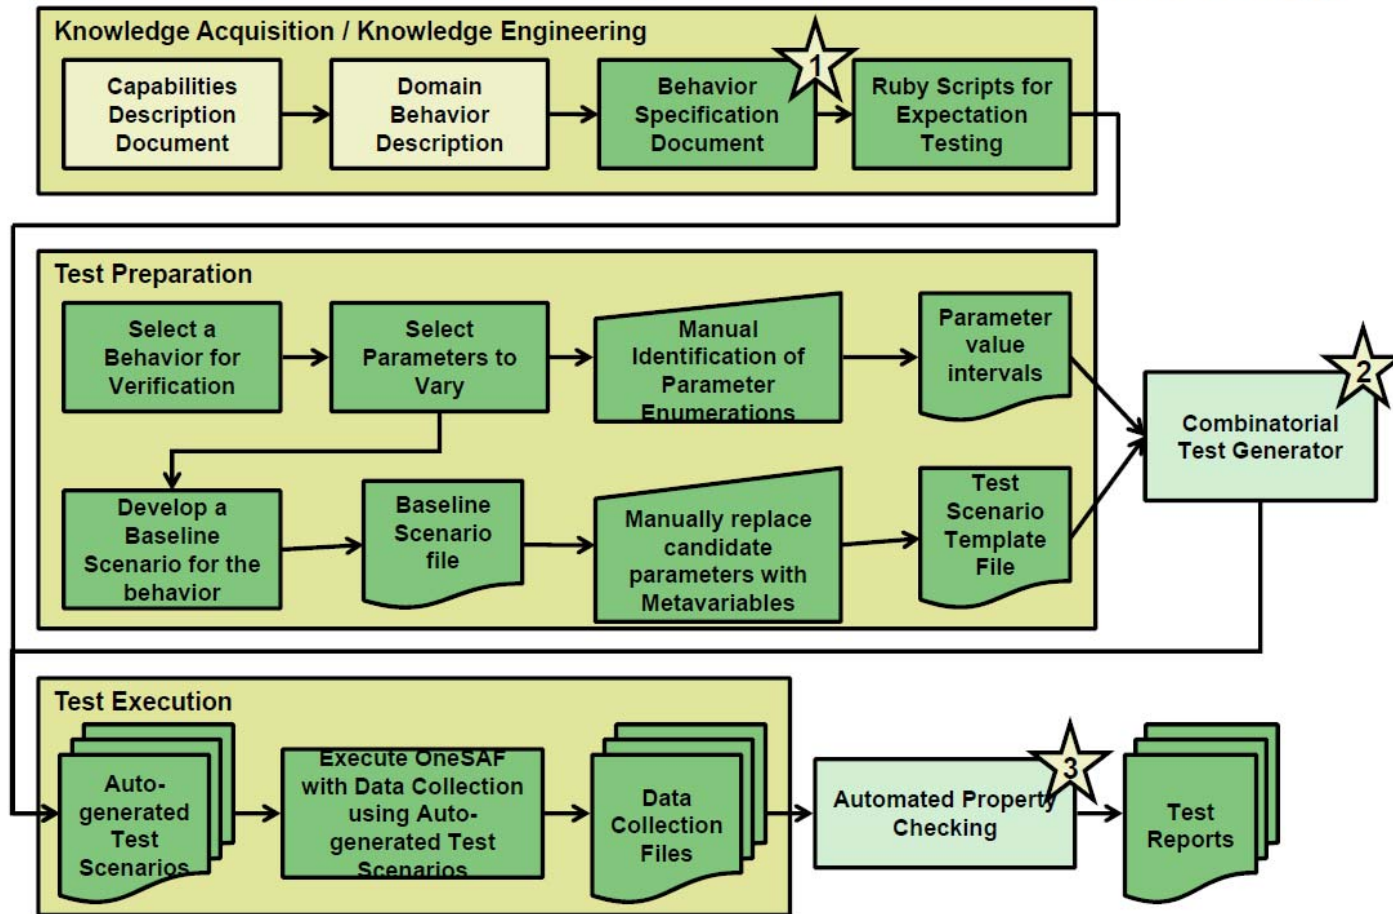 Knowledge Acquisition / Knowledge Engineering
Capabilities
Description
Document
Domain
Behavior
Description
Behavior
Specification
Document
1
Ruby Scripts for
Expectation
Testing
Test Preparation
Select a
Behavior for
Verification
Select
Parameters to
Vary
Manual
Identification of
Parameter
Enumerations
Parameter
value
intervals
2
Combinatorial
Test Generator
Develop a
Baseline
Scenario for the
behavior
Baseline
Scenario
file
Manually replace
candidate
parameters with
Metavariables
Test
Scenario
Template
File
Test Execution
Auto-
generated
Test
Scenarios
Execute OneSAF
with Data Collection
using Auto-
generated Test
Scenarios
Data
Collection
Files
3
Automated Property
Checking
Test
Reports